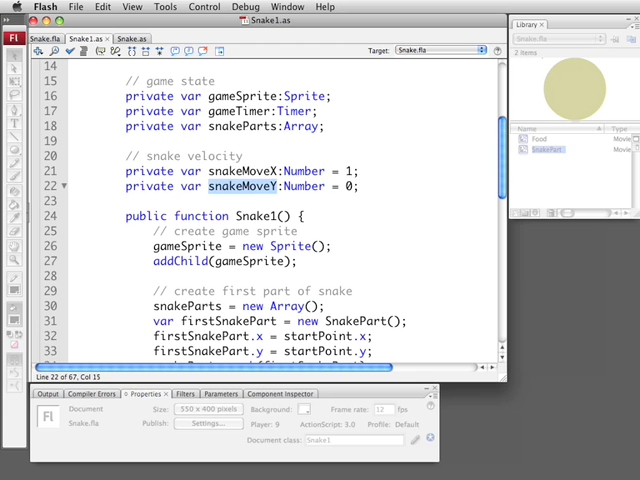 Flash File Edit View Tools Control Debug Window Help
Snake1.as
Snake.fla Snake1.as × Snake.as
Target: Snake.fla
14
15 // game state
16 private var gameSprite:Sprite;
17 private var gameTimer:Timer;
18 private var snakeParts:Array;
19
20 // snake velocity
21 private var snakeMoveX:Number = 1;
22 private var snakeMoveY:Number = 0;
23
24 public function Snake1() {
25 // create game sprite
26 gameSprite = new Sprite();
27 addChild(gameSprite);
28
29 // create first part of snake
30 snakeParts = new Array();
31 var firstSnakePart = new SnakePart();
32 firstSnakePart.x = startPoint.x;
33 firstSnakePart.y = startPoint.y;
Line 22 of 67, Col 15
Library ×
Snake.fla
2 items
Name Type
Food Movie
SnakePart Movie
Output Compiler Errors Properties × Filters Parameters Component Inspector
Document Size: 550 x 400 pixels Background: Frame rate: 12 fps
Snake.fla Publish: Settings... Player: 9 ActionScript: 3.0 Profile: Default
Document class: Snake1
Fl
Fl